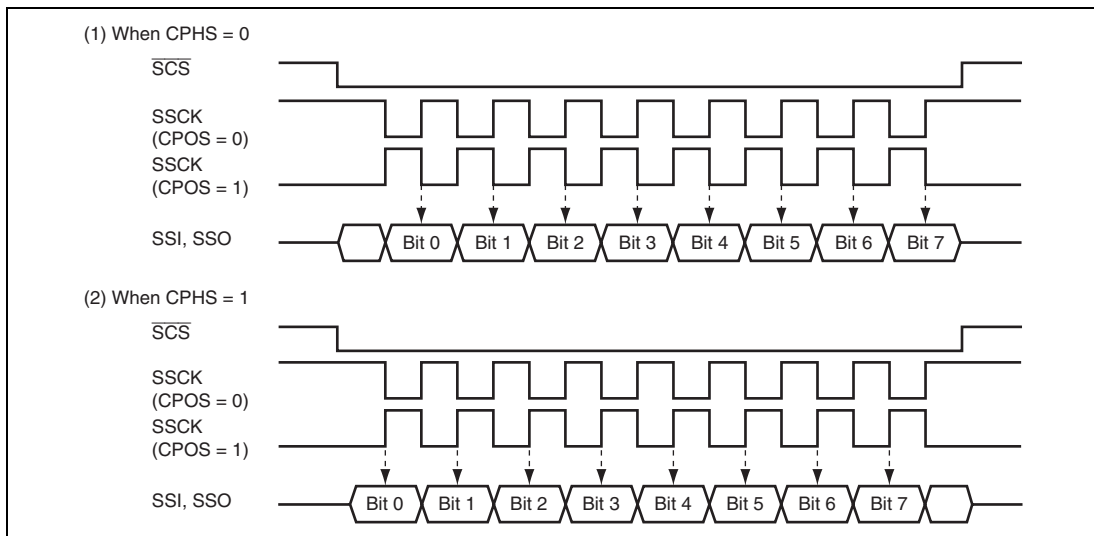 (1) When CPHS = 0
SCS
SSCK
(CPOS = 0)
SSCK
(CPOS = 1)
SSI, SSO
Bit 0 Bit 1 Bit 2 Bit 3 Bit 4 Bit 5 Bit 6 Bit 7
(2) When CPHS = 1
SCS
SSCK
(CPOS = 0)
SSCK
(CPOS = 1)
SSI, SSO
Bit 0 Bit 1 Bit 2 Bit 3 Bit 4 Bit 5 Bit 6 Bit 7